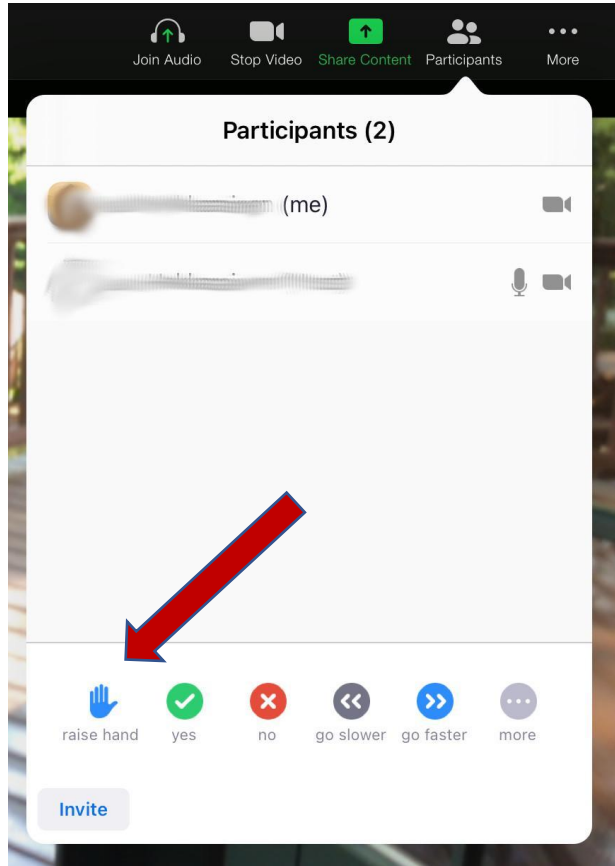 Join Audio Stop Video Share Content Participants More
Participants (2)
(me)
raise hand yes no go slower go faster more
Invite